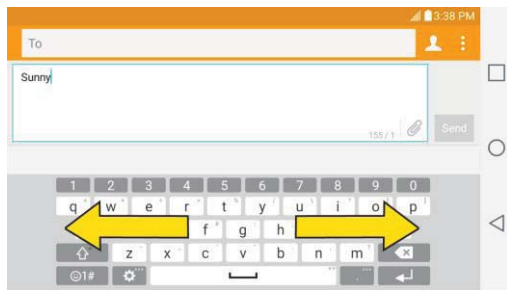 3:38 PM
To
Sunny
155/1
Send
1 2 3 4 5 6 7 8 9 0
q w e r t y u i o p
f g h
z x c v b n m
☺1#